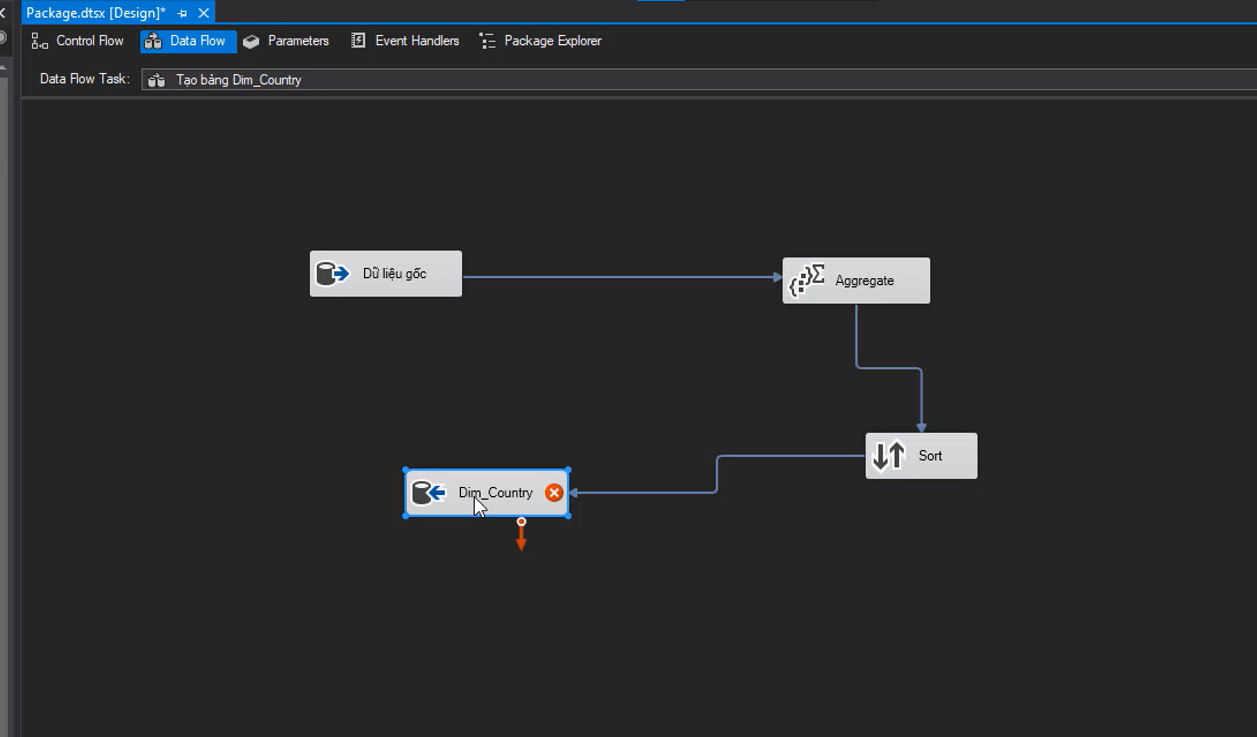 Package.dtsx [Design]*
Control Flow Data Flow Parameters Event Handlers Package Explorer
Data Flow Task: Tạo bảng Dim_Country
Dữ liệu gốc
Aggregate
Sort
Dim_Country